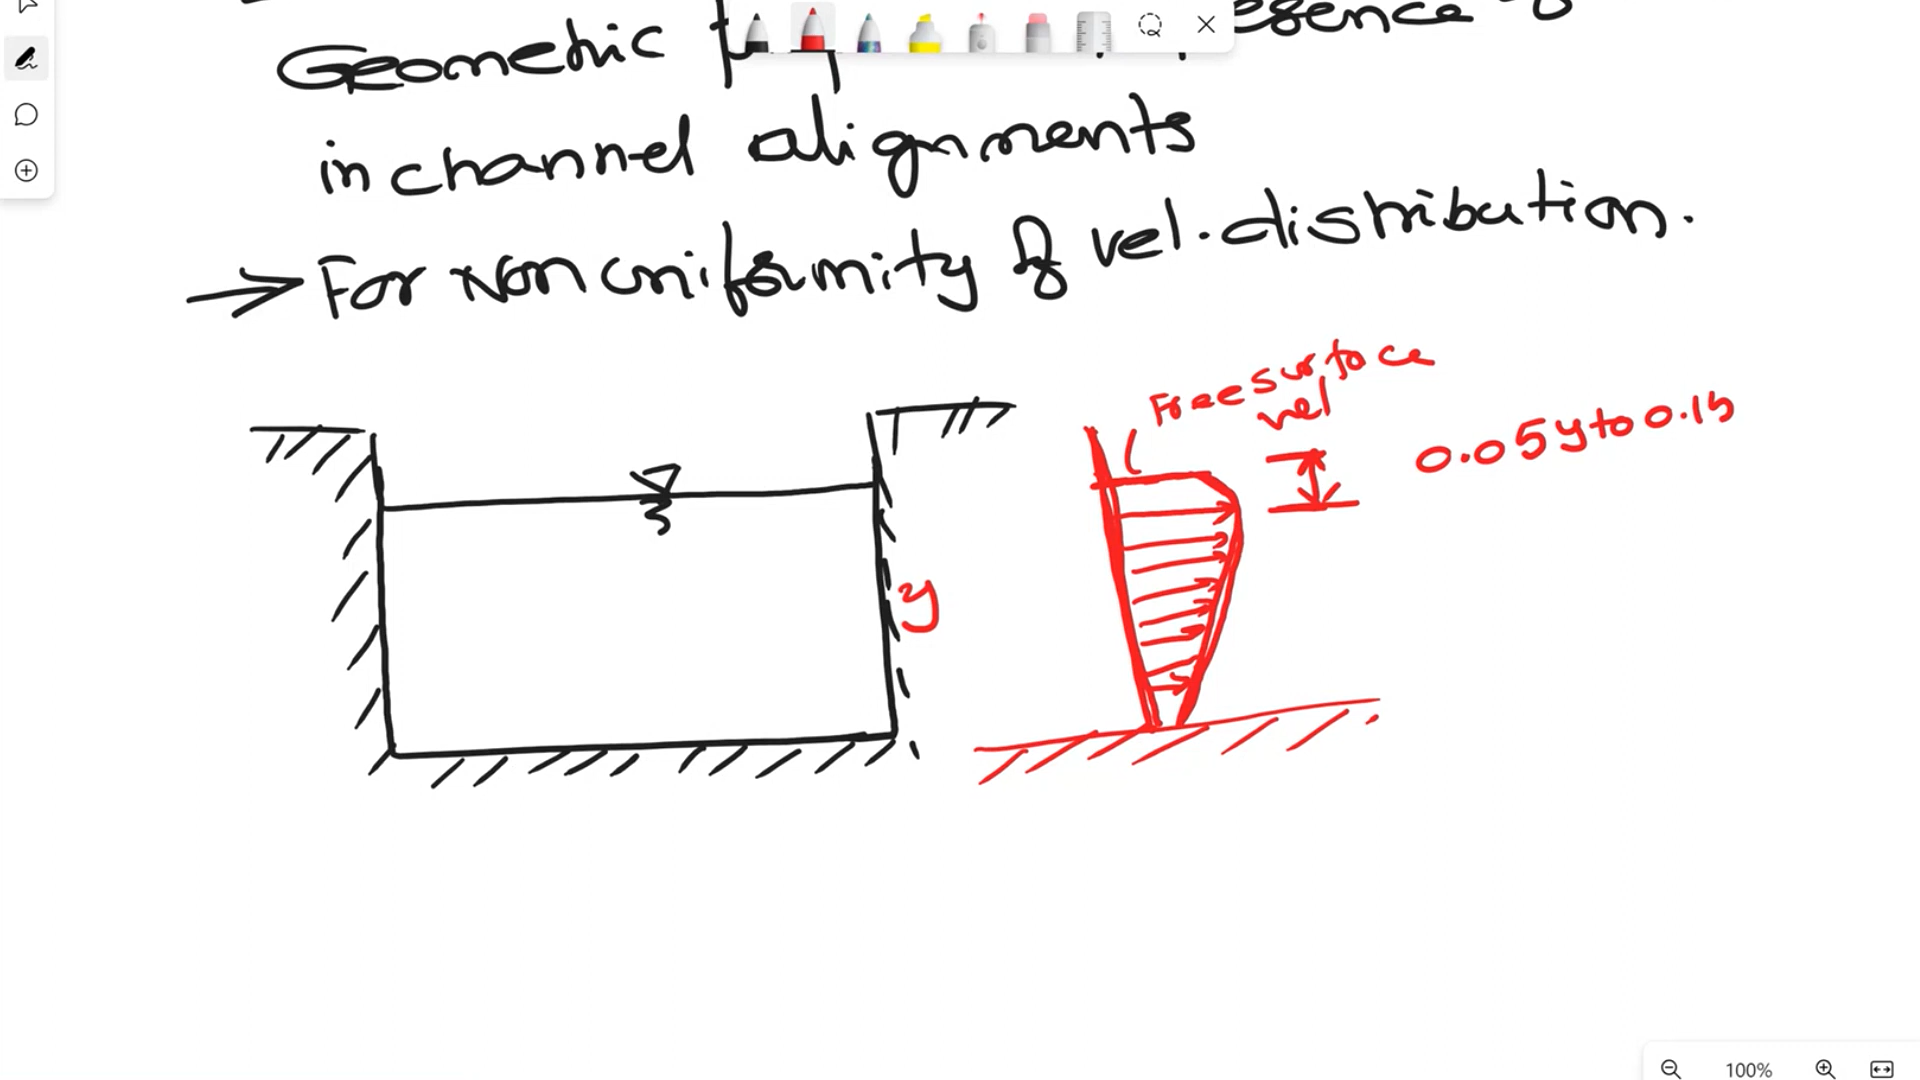 Geometric esence
in channel alignments
→ For Non uniformity of vel. distribution.
Free surface
vel
0.05y to 0.15
y
100%